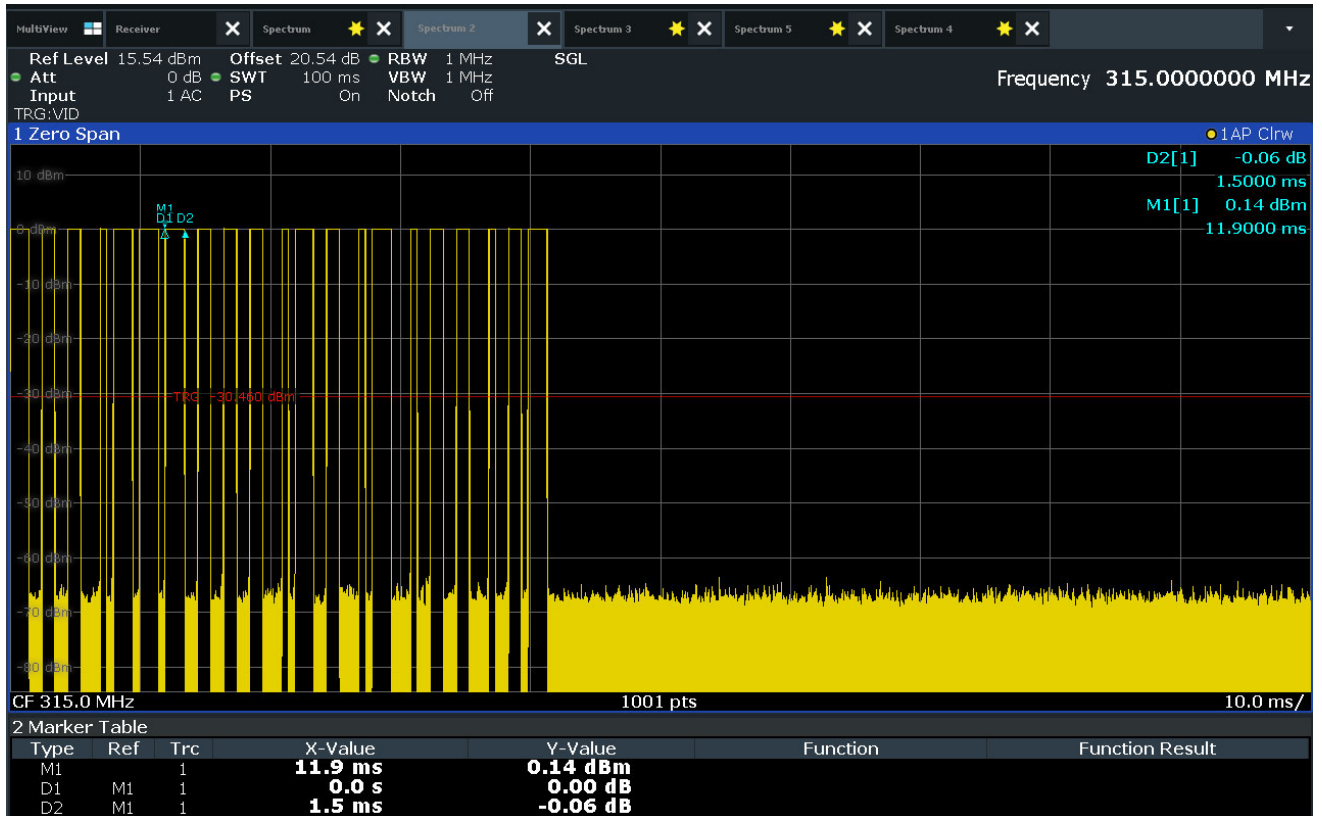 MultiView Receiver Spectrum Spectrum 2 Spectrum 3 Spectrum 5 Spectrum 4
Ref Level 15.54 dBm Offset 20.54 dB RBW 1 MHz SGL
Att 0 dB SWT 100 ms VBW 1 MHz
Frequency 315.0000000 MHz
Input 1 AC PS On Notch Off
TRG:VID
1 Zero Span 1AP Clrw
D2[1] -0.06 dB
1.5000 ms
M1[1] 0.14 dBm
11.9000 ms
10 dBm
M1
D1 D2
0 dBm
-10 dBm
-20 dBm
-30 dBm
TRG -30.460 dBm
-40 dBm
-50 dBm
-60 dBm
-70 dBm
-80 dBm
CF 315.0 MHz 1001 pts 10.0 ms/
2 Marker Table
Type Ref Trc X-Value Y-Value Function Function Result
M1 1 11.9 ms 0.14 dBm
D1 M1 1 0.0 s 0.00 dB
D2 M1 1 1.5 ms -0.06 dB